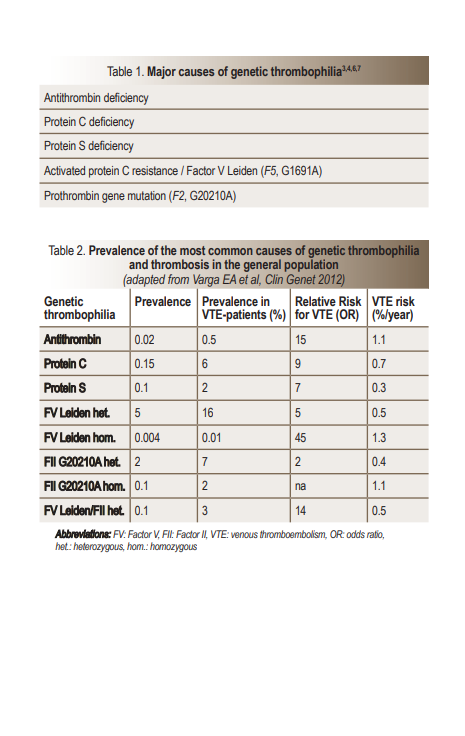 Table 1. Major causes of genetic thrombophilia3,4,6,7
Antithrombin deficiency
Protein C deficiency
Protein S deficiency
Activated protein C resistance / Factor V Leiden (F5, G1691A)
Prothrombin gene mutation (F2, G20210A)
Table 2. Prevalence of the most common causes of genetic thrombophilia
and thrombosis in the general population
(adapted from Varga EA et al, Clin Genet 2012)
Genetic thrombophilia Prevalence Prevalence in VTE-patients (%) Relative Risk for VTE (OR) VTE risk (%/year)
Antithrombin 0.02 0.5 15 1.1
Protein C 0.15 6 9 0.7
Protein S 0.1 2 7 0.3
FV Leiden het. 5 16 5 0.5
FV Leiden hom. 0.004 0.01 45 1.3
FII G20210A het. 2 7 2 0.4
FII G20210A hom. 0.1 2 na 1.1
FV Leiden/FII het. 0.1 3 14 0.5
Abbreviations: FV: Factor V, FII: Factor II, VTE: venous thromboembolism, OR: odds ratio,
het.: heterozygous, hom.: homozygous